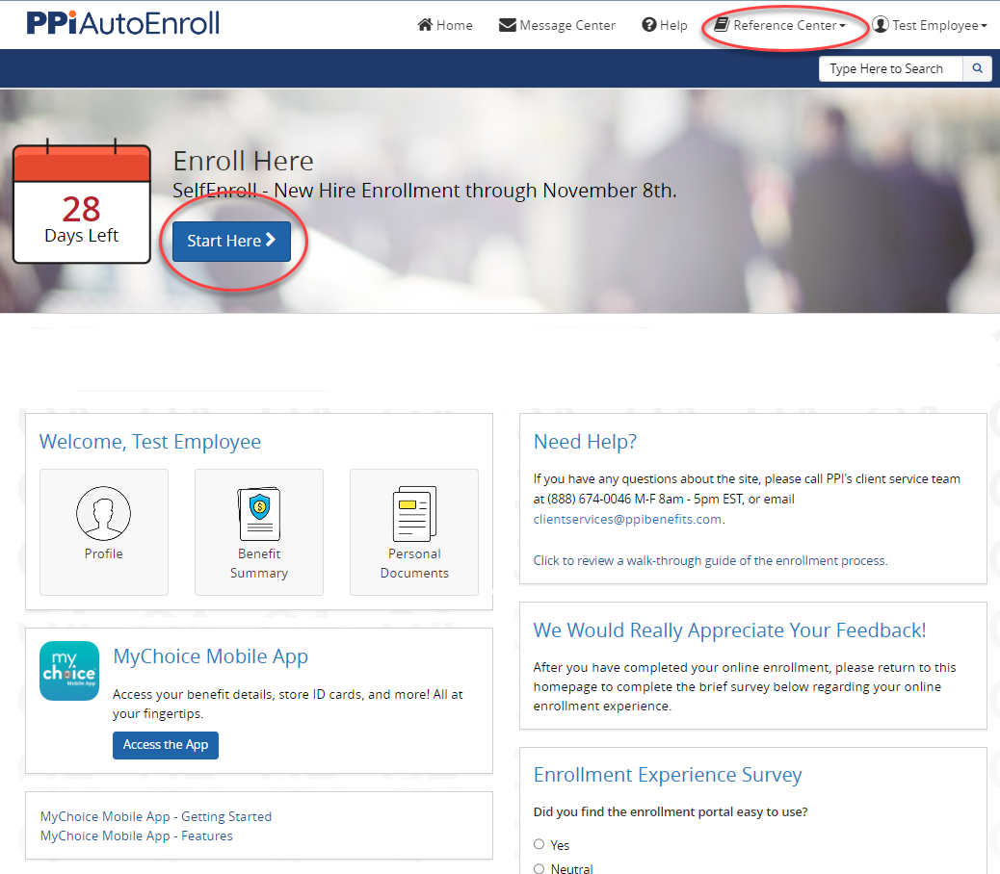 PPiAutoEnroll
Home
Message Center
Help
Reference Center
Test Employee
Type Here to Search
28
Days Left
Enroll Here
SelfEnroll - New Hire Enrollment through November 8th.
Start Here
Welcome, Test Employee
Profile
Benefit
Summary
Personal
Documents
my
choice
Mobile App
MyChoice Mobile App
Access your benefit details, store ID cards, and more! All at
your fingertips.
Access the App
MyChoice Mobile App - Getting Started
MyChoice Mobile App - Features
Need Help?
If you have any questions about the site, please call PPI's client service team
at (888) 674-0046 M-F 8am - 5pm EST, or email
clientservices@ppibenefits.com.
Click to review a walk-through guide of the enrollment process.
We Would Really Appreciate Your Feedback!
After you have completed your online enrollment, please return to this
homepage to complete the brief survey below regarding your online
enrollment experience.
Enrollment Experience Survey
Did you find the enrollment portal easy to use?
Yes
Neutral